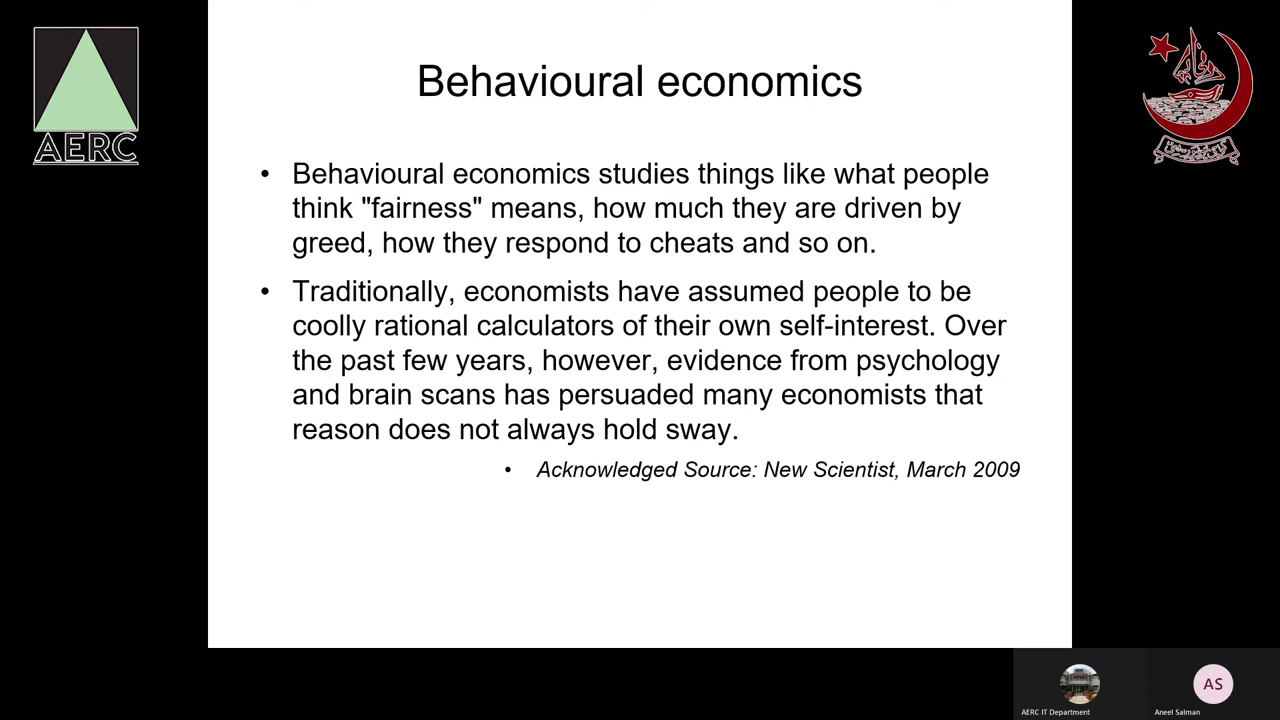 Behavioural economics
• Behavioural economics studies things like what people
think "fairness" means, how much they are driven by
greed, how they respond to cheats and so on.
• Traditionally, economists have assumed people to be
coolly rational calculators of their own self-interest. Over
the past few years, however, evidence from psychology
and brain scans has persuaded many economists that
reason does not always hold sway.
• Acknowledged Source: New Scientist, March 2009
AERC
AS
AERC IT Department
Aneel Salman